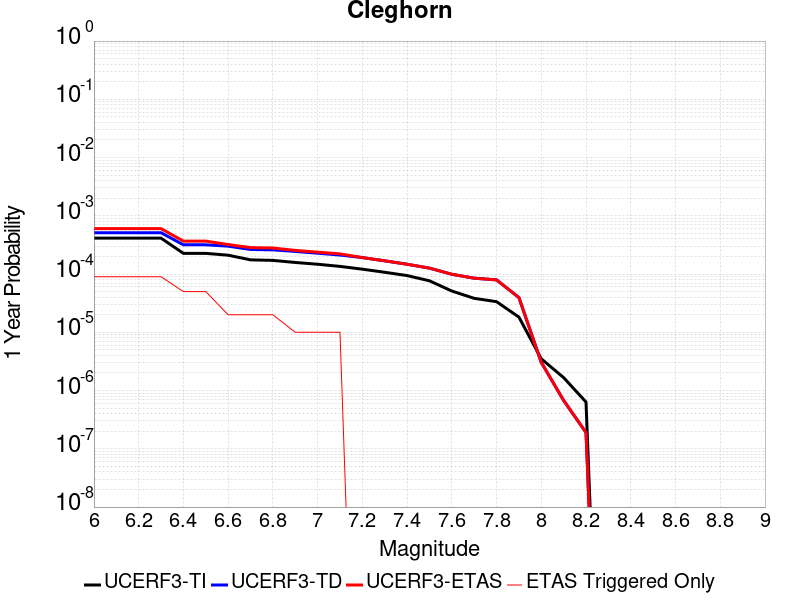 Cleghorn
10^0
10^-1
10^-2
10^-3
10^-4
10^-5
10^-6
10^-7
10^-8
1 Year Probability
6 6.2 6.4 6.6 6.8 7 7.2 7.4 7.6 7.8 8 8.2 8.4 8.6 8.8 9
Magnitude
UCERF3-TI UCERF3-TD UCERF3-ETAS ETAS Triggered Only